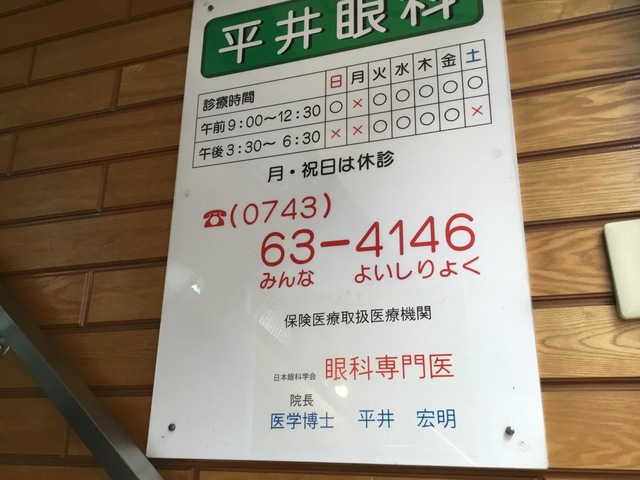 平井眼科
診療時間 日 月 火 水 木 金 土
午前9:00～12:30 ○ × ○ ○ ○ ○ ○
午後3:30～ 6:30 × × ○ ○ ○ ○ ×
月・祝日は休診
☎(0743)
63-4146
みんな よいしりょく
保険医療取扱医療機関
日本眼科学会 眼科専門医
院長
医学博士 平井 宏明